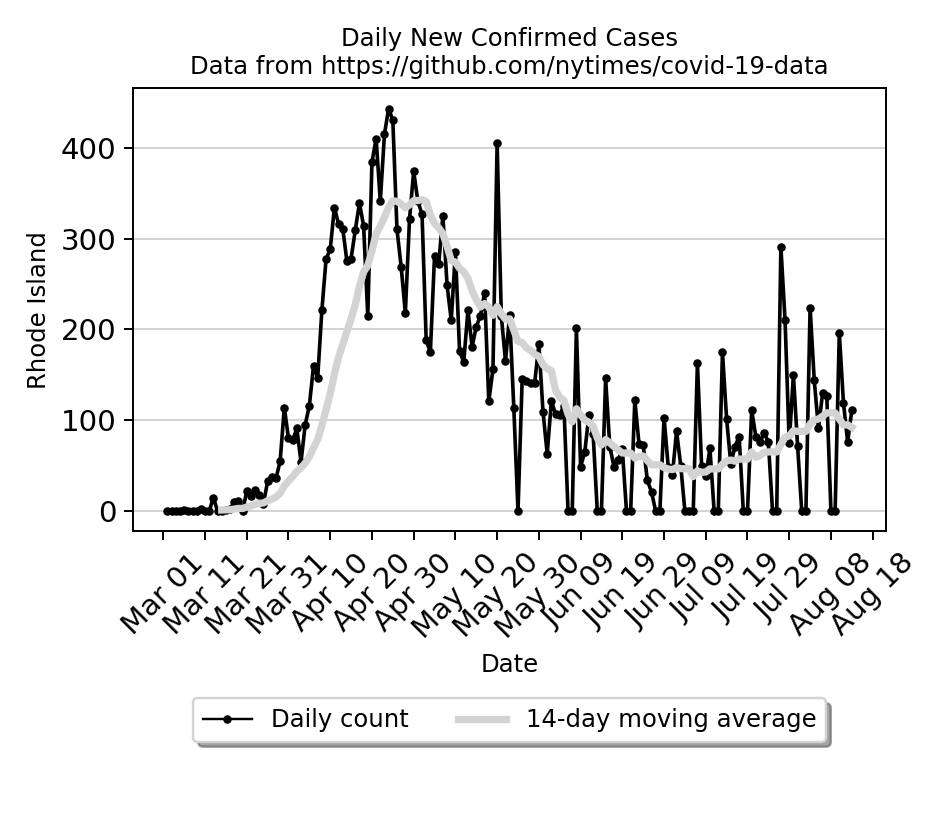 Daily New Confirmed Cases
Data from https://github.com/nytimes/covid-19-data
Rhode Island
400
300
200
100
0
Mar 01
Mar 11
Mar 21
Mar 31
Apr 10
Apr 20
Apr 30
May 10
May 20
May 30
Jun 09
Jun 19
Jun 29
Jul 09
Jul 19
Jul 29
Aug 08
Aug 18
Date
Daily count
14-day moving average